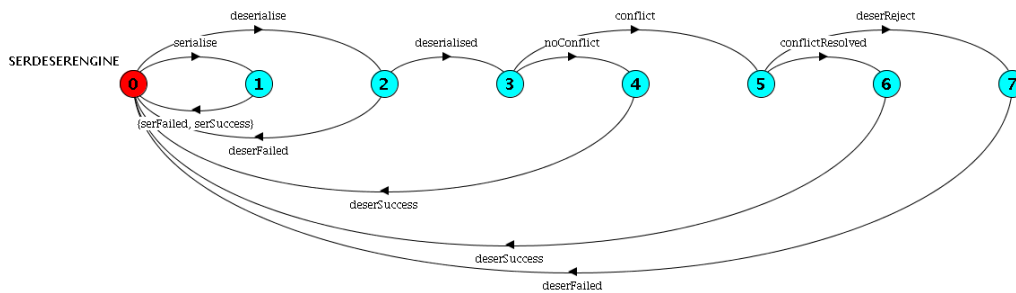 deserialise
conflict
deserReject
serialise
deserialised
noConflict
conflictResolved
SERDESERENGINE
0
1
2
3
4
5
6
7
{serFailed, serSuccess}
deserFailed
deserSuccess
deserSuccess
deserFailed